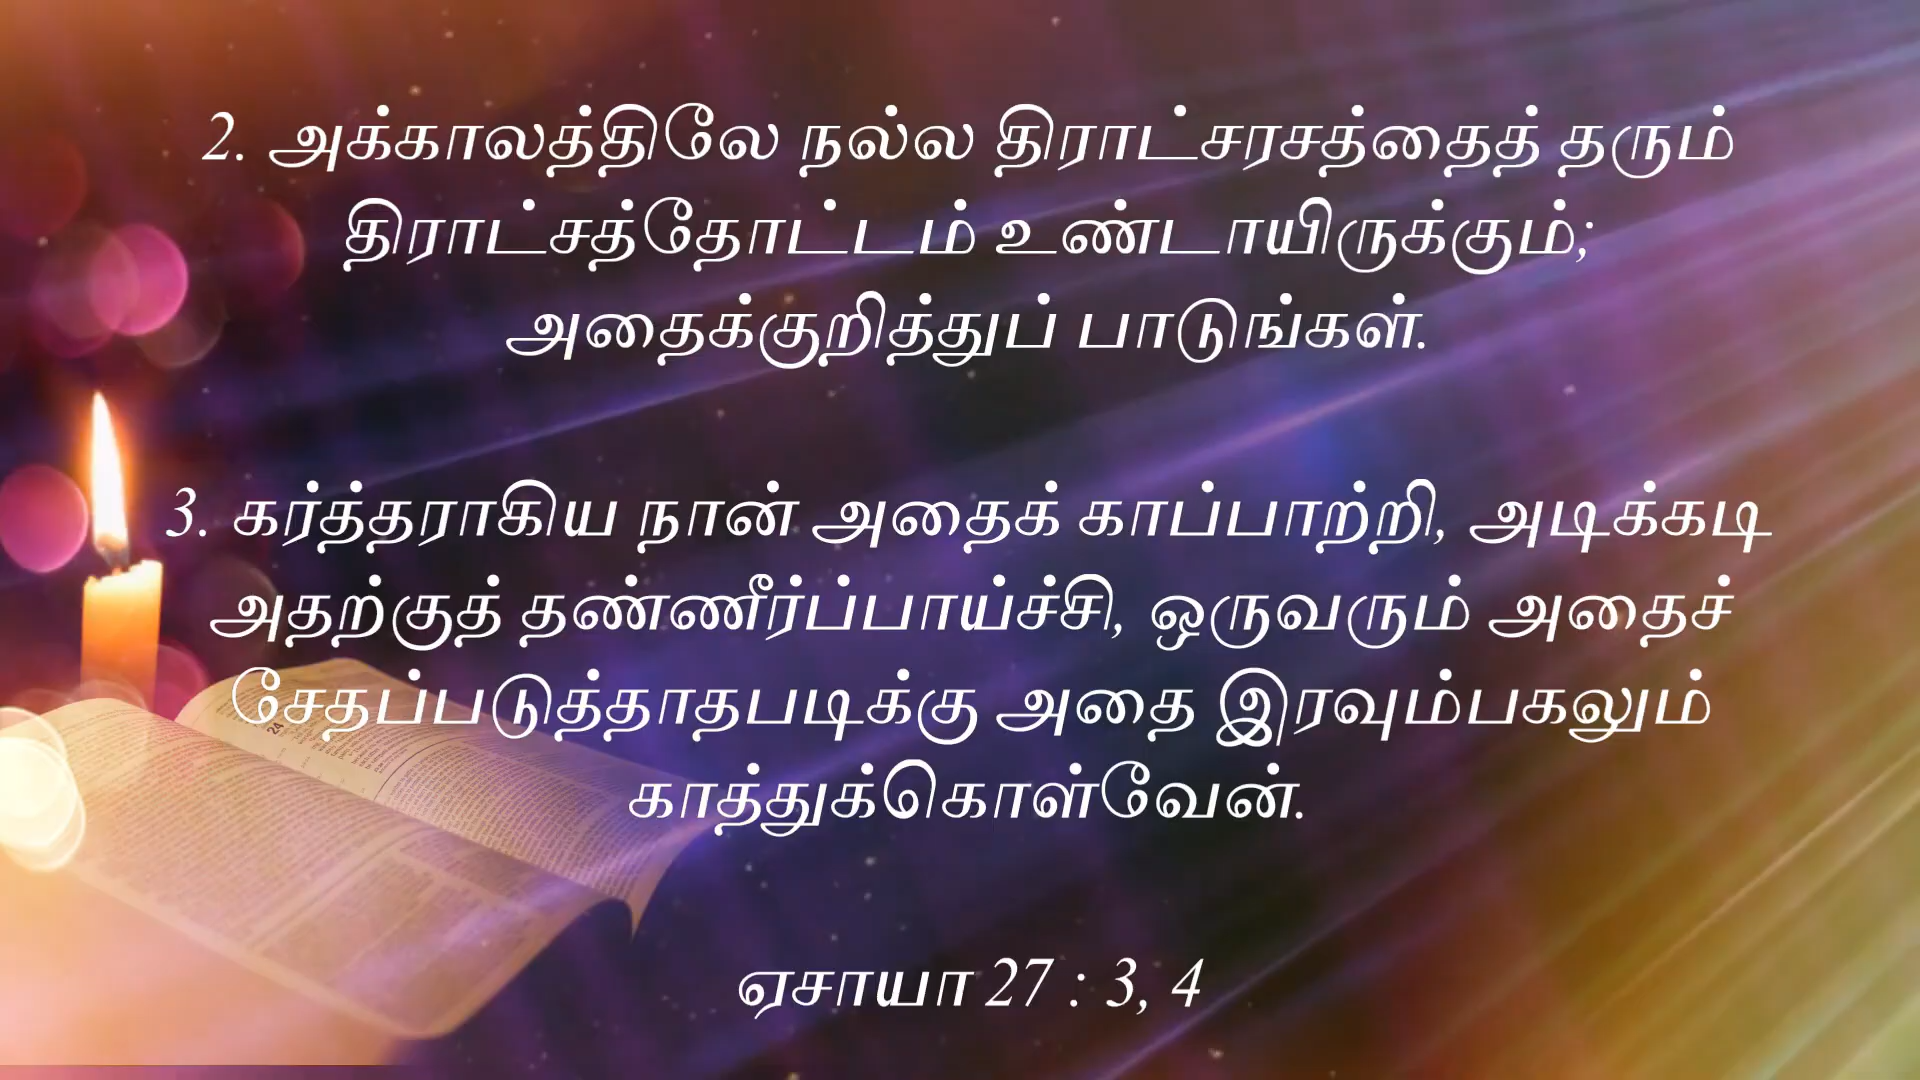 2. அக்காலத்திலே நல்ல திராட்சரசத்தைத் தரும்
திராட்சத்தோட்டம் உண்டாயிருக்கும்;
அதைக்குறித்துப் பாடுங்கள்.
3. கர்த்தராகிய நான் அதைக் காப்பாற்றி, அடிக்கடி
அதற்குத் தண்ணீர்ப்பாய்ச்சி, ஒருவரும் அதைச்
சேதப்படுத்தாதபடிக்கு அதை இரவும்பகலும்
காத்துக்கொள்வேன்.
ஏசாயா 27 : 3, 4